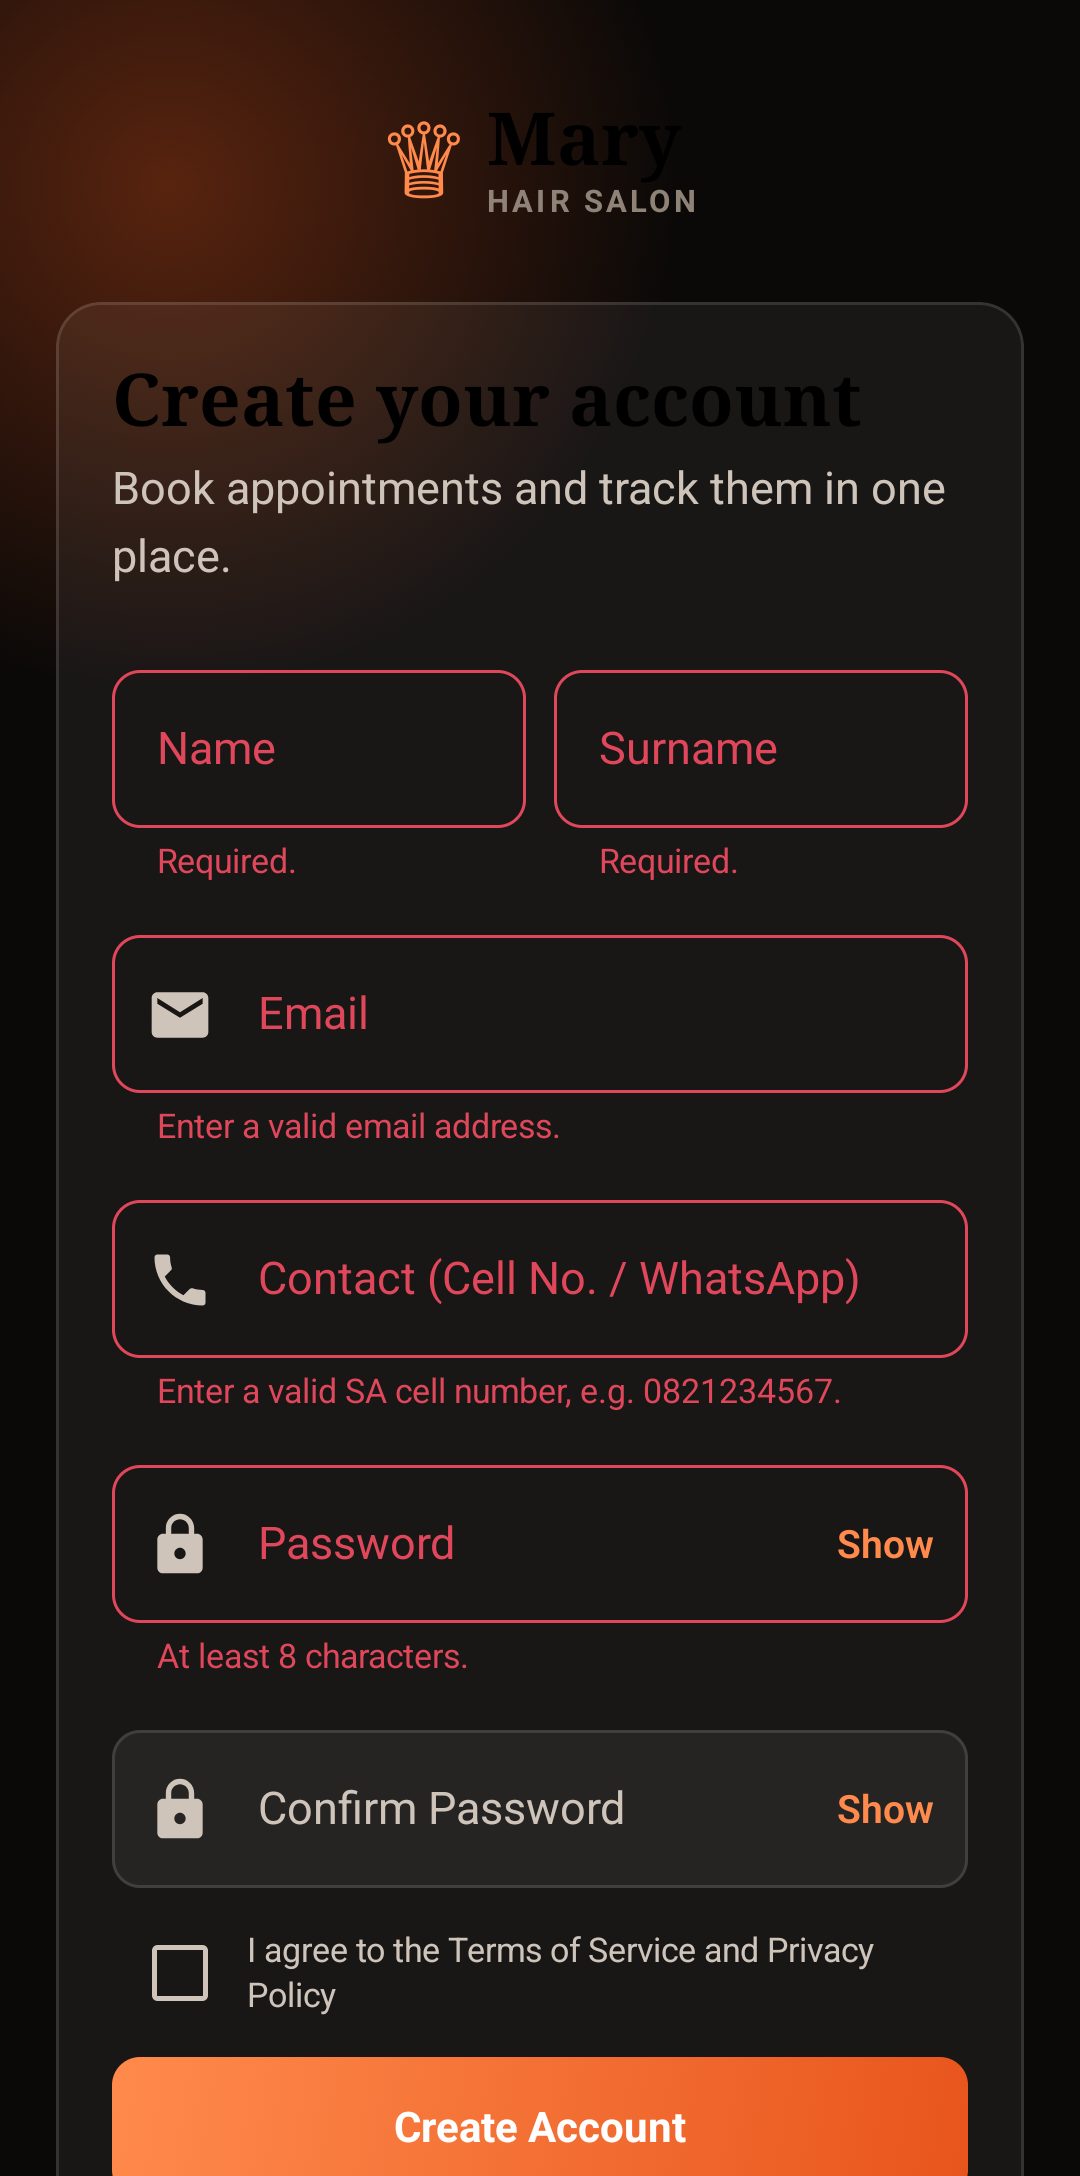 Mary
HAIR SALON
Create your account
Book appointments and track them in one
place.
Name
Surname
Required.
Required.
Email
Enter a valid email address.
Contact (Cell No. / WhatsApp)
Enter a valid SA cell number, e.g. 0821234567.
Password
Show
At least 8 characters.
Confirm Password
Show
I agree to the Terms of Service and Privacy
Policy
Create Account